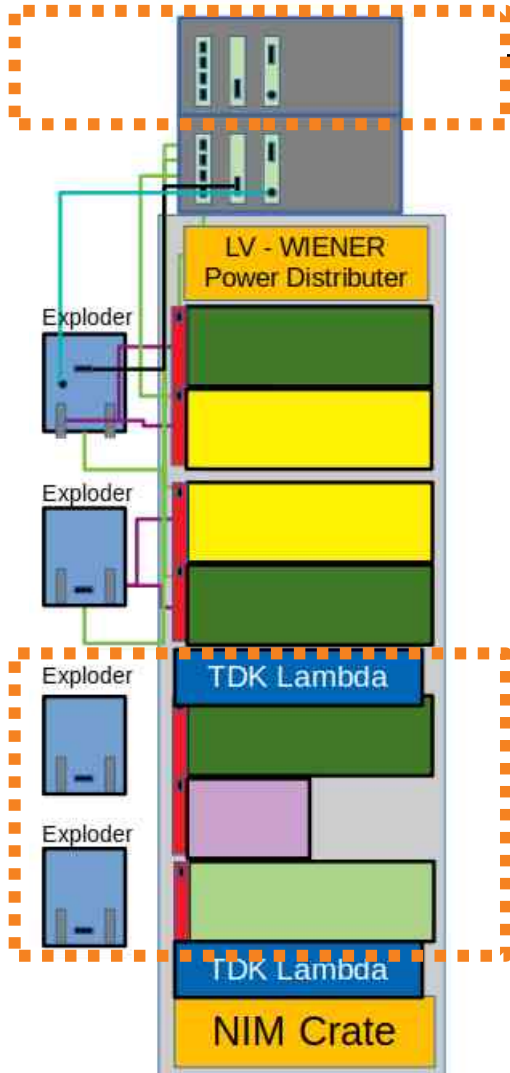 LV - WIENER
Power Distributer
Exploder
Exploder
TDK Lambda
Exploder
Exploder
TDK Lambda
NIM Crate